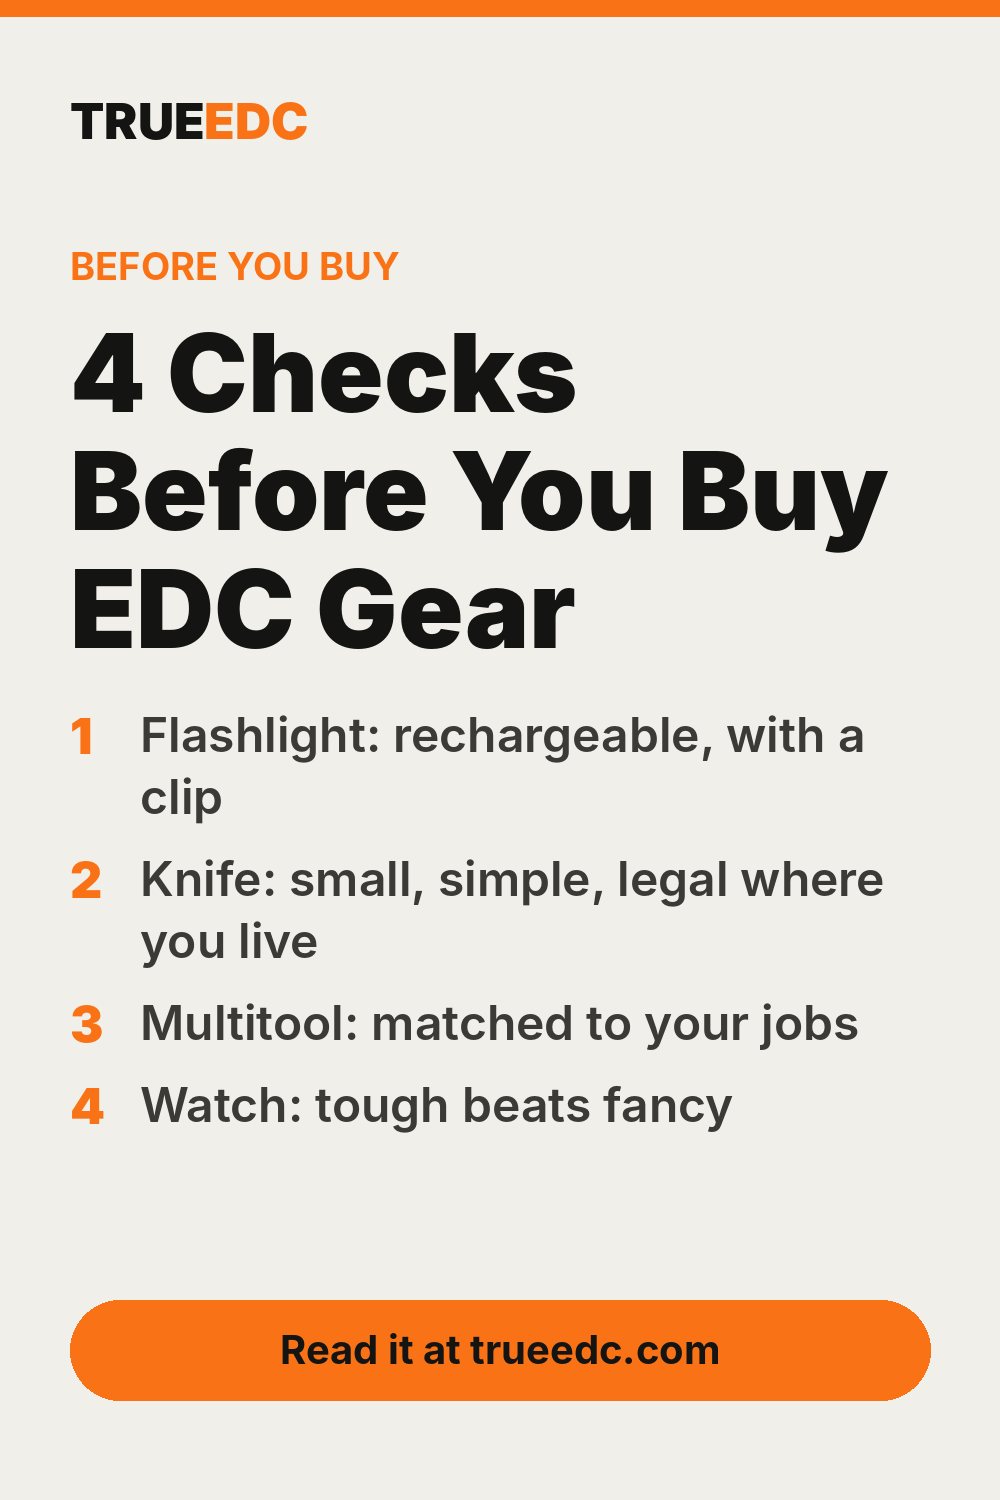 TRUEEDC
BEFORE YOU BUY
4 Checks
Before You Buy
EDC Gear
1 Flashlight: rechargeable, with a
clip
2 Knife: small, simple, legal where
you live
3 Multitool: matched to your jobs
4 Watch: tough beats fancy
Read it at trueedc.com